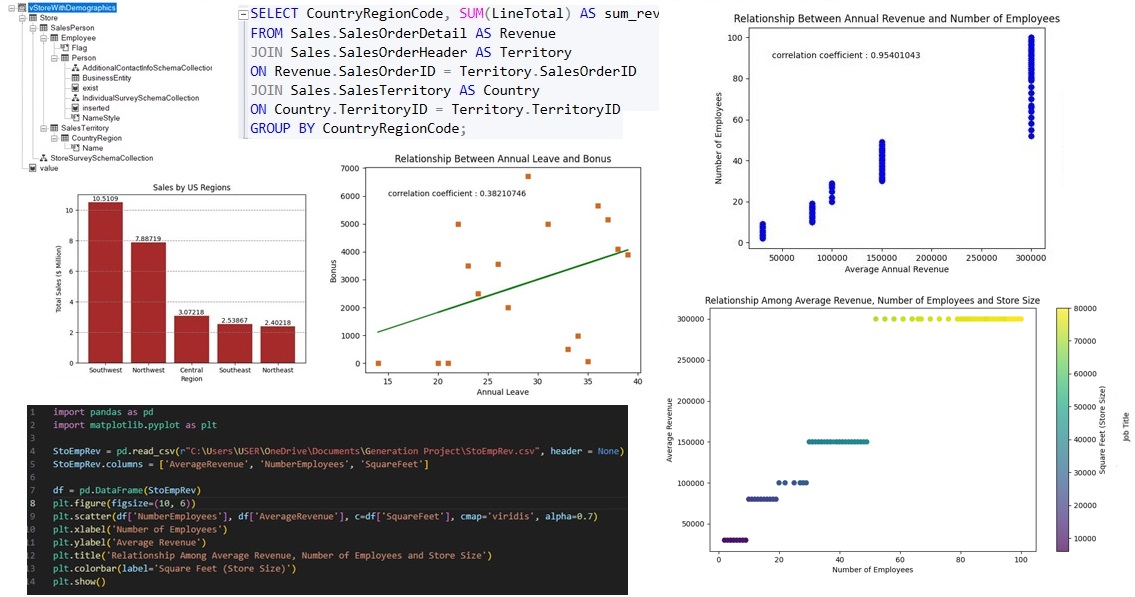 vStoreWithDemographics
Store
SalesPerson
Employee
Flag
Person
AdditionalContactInfoSchemaCollection
BusinessEntity
exist
IndividualSurveySchemaCollection
inserted
NameStyle
SalesTerritory
CountryRegion
Name
StoreSurveySchemaCollection
value
SELECT CountryRegionCode, SUM(LineTotal) AS sum_rev
FROM Sales.SalesOrderDetail AS Revenue
JOIN Sales.SalesOrderHeader AS Territory
ON Revenue.SalesOrderID = Territory.SalesOrderID
JOIN Sales.SalesTerritory AS Country
ON Country.TerritoryID = Territory.TerritoryID
GROUP BY CountryRegionCode;
Relationship Between Annual Revenue and Number of Employees
correlation coefficient : 0.95401043
Number of Employees
100
80
60
40
20
0
50000 100000 150000 200000 250000 300000
Average Annual Revenue
Sales by US Regions
Total Sales ($ Million)
10
8
6
4
2
0
10.5109
7.88719
3.07218
2.53867
2.40218
Southwest Northwest Central Southeast Northeast
Region
Relationship Between Annual Leave and Bonus
correlation coefficient : 0.38210746
Bonus
7000
6000
5000
4000
3000
2000
1000
0
15 20 25 30 35 40
Annual Leave
Relationship Among Average Revenue, Number of Employees and Store Size
Average Revenue
300000
250000
200000
150000
100000
50000
0 20 40 60 80 100
Number of Employees
80000
70000
60000
50000
40000
30000
20000
10000
Square Feet (Store Size)
Job Title
1 import pandas as pd
2 import matplotlib.pyplot as plt
3
4 StoEmpRev = pd.read_csv(r"C:\Users\USER\OneDrive\Documents\Generation Project\StoEmpRev.csv", header = None)
5 StoEmpRev.columns = ['AverageRevenue', 'NumberEmployees', 'SquareFeet']
6
7 df = pd.DataFrame(StoEmpRev)
8 plt.figure(figsize=(10, 6))
9 plt.scatter(df['NumberEmployees'], df['AverageRevenue'], c=df['SquareFeet'], cmap='viridis', alpha=0.7)
10 plt.xlabel('Number of Employees')
11 plt.ylabel('Average Revenue')
12 plt.title('Relationship Among Average Revenue, Number of Employees and Store Size')
13 plt.colorbar(label='Square Feet (Store Size)')
14 plt.show()